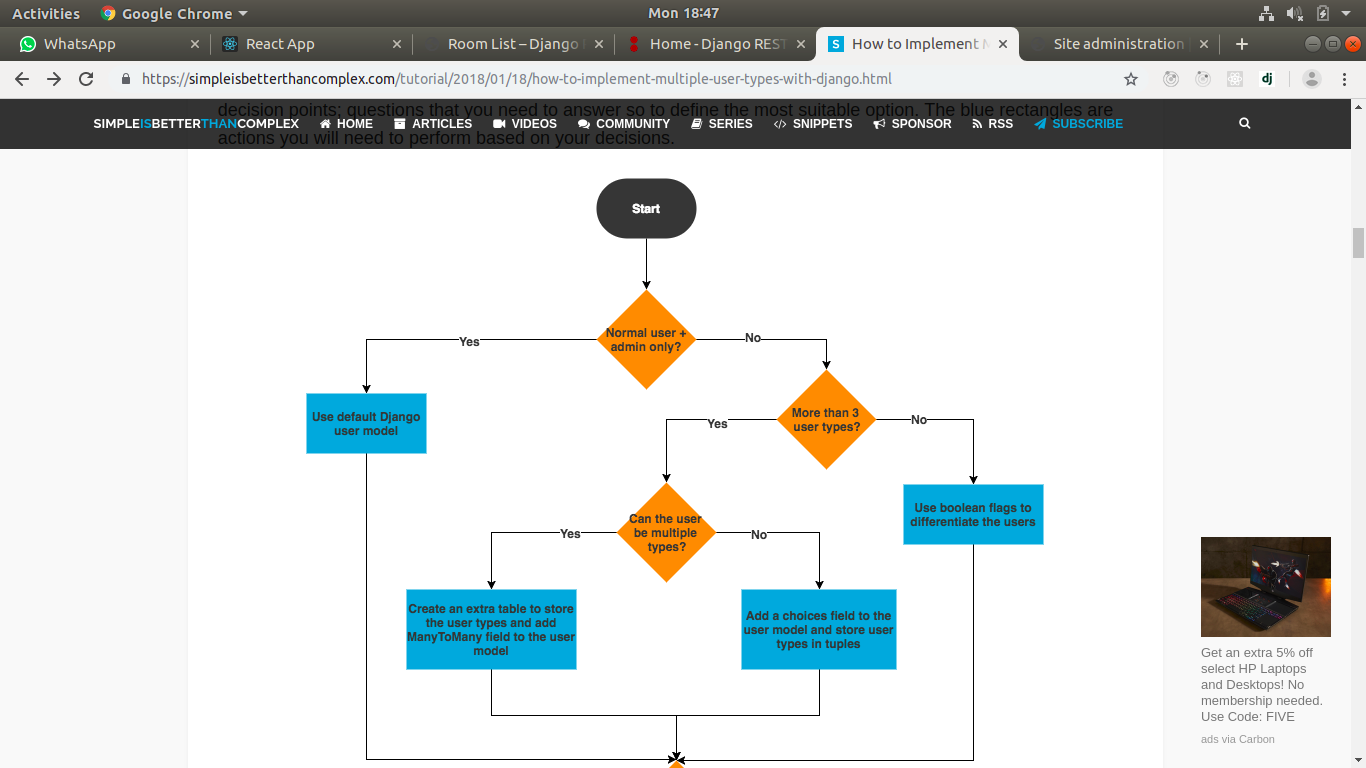 Activities
Google Chrome
Mon 18:47
WhatsApp
React App
Room List – Django
Home - Django REST
How to Implement
Site administration
https://simpleisbetterthancomplex.com/tutorial/2018/01/18/how-to-implement-multiple-user-types-with-django.html
dj
decision points; questions that you need to answer so to define the most suitable option. The blue rectangles are
SIMPLEISBETTERTHANCOMPLEX
HOME
ARTICLES
VIDEOS
COMMUNITY
SERIES
SNIPPETS
SPONSOR
RSS
SUBSCRIBE
actions you will need to perform based on your decisions.
Start
Normal user +
admin only?
Yes
No
Use default Django
user model
More than 3
user types?
Yes
No
Use boolean flags to
differentiate the users
Can the user
be multiple
types?
Yes
No
Create an extra table to store
the user types and add
ManyToMany field to the user
model
Add a choices field to the
user model and store user
types in tuples
Get an extra 5% off
select HP Laptops
and Desktops! No
membership needed.
Use Code: FIVE
ads via Carbon